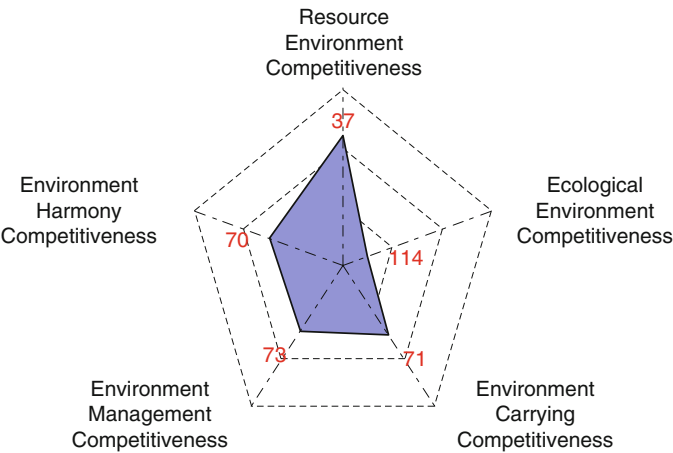 Resource
Environment
Competitiveness
37
Environment
Harmony
Competitiveness
70
Ecological
Environment
Competitiveness
114
73
71
Environment
Management
Competitiveness
Environment
Carrying
Competitiveness